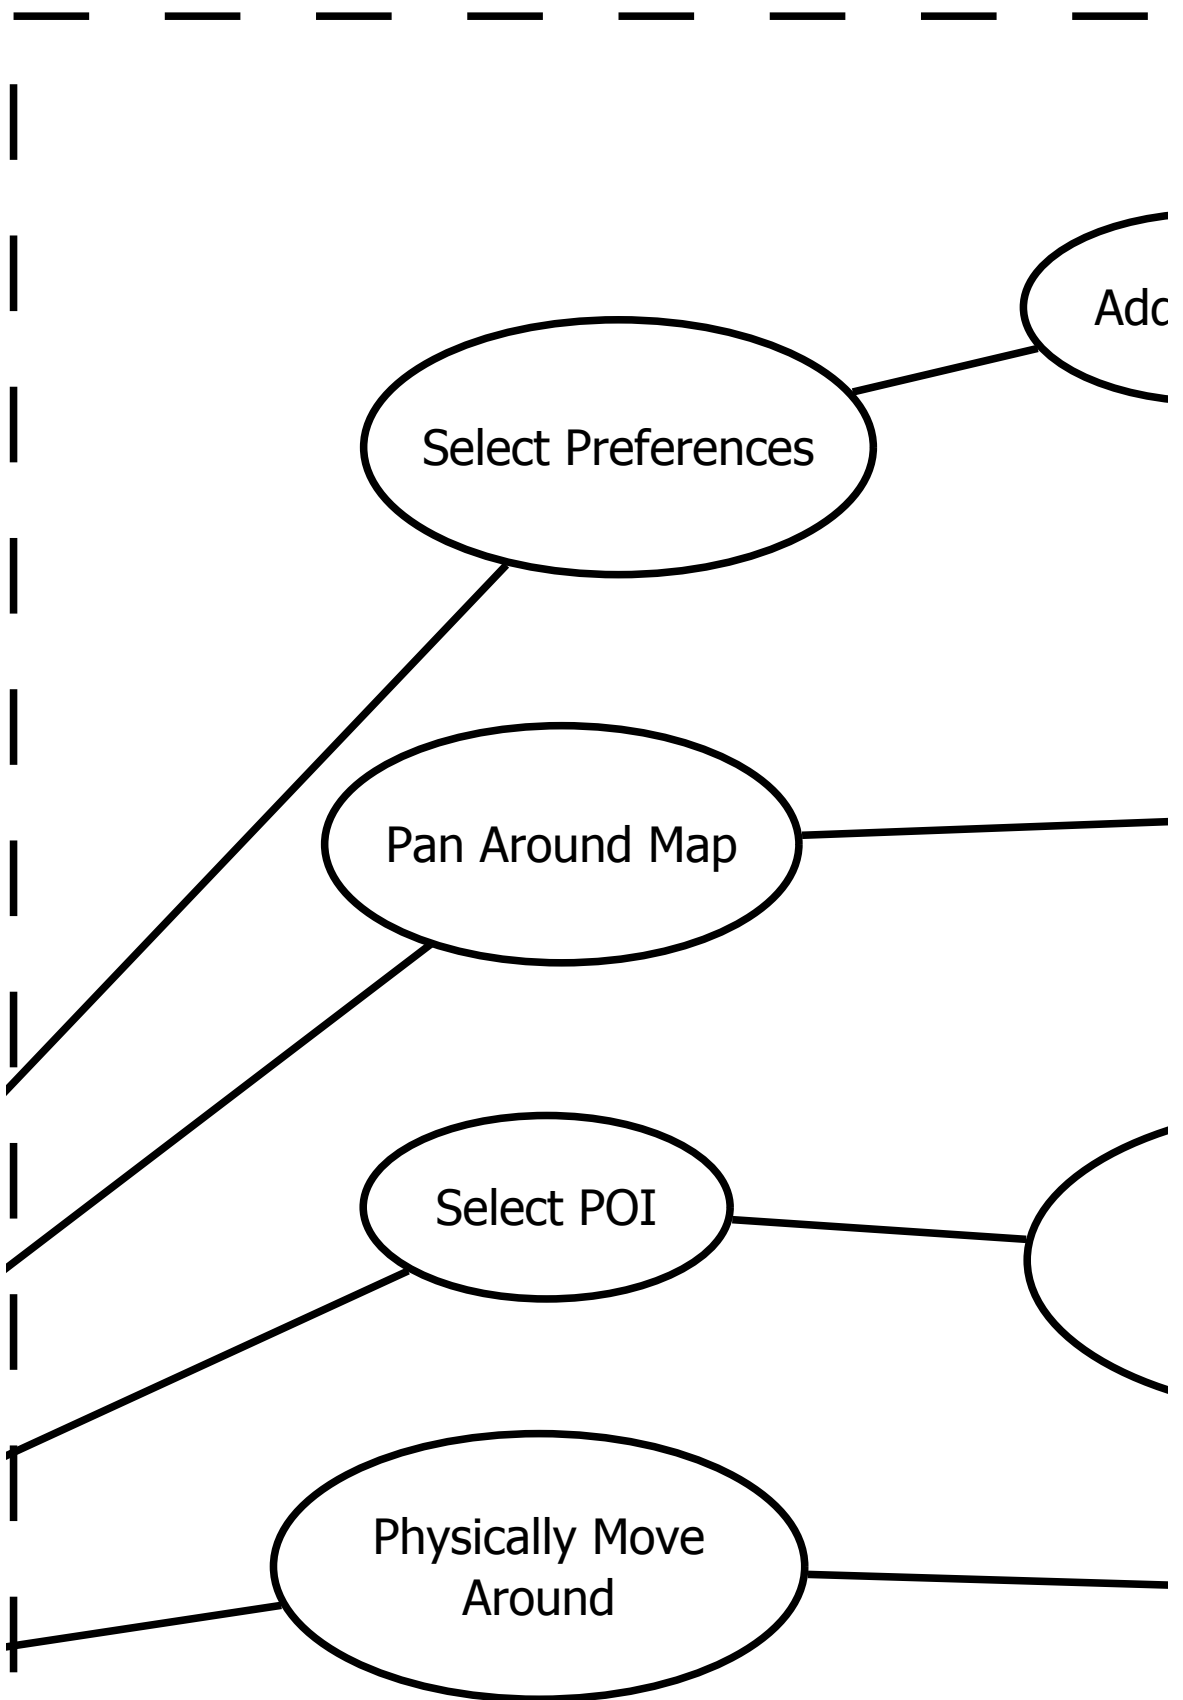 Select Preferences
Pan Around Map
Select POI
Physically Move
Around